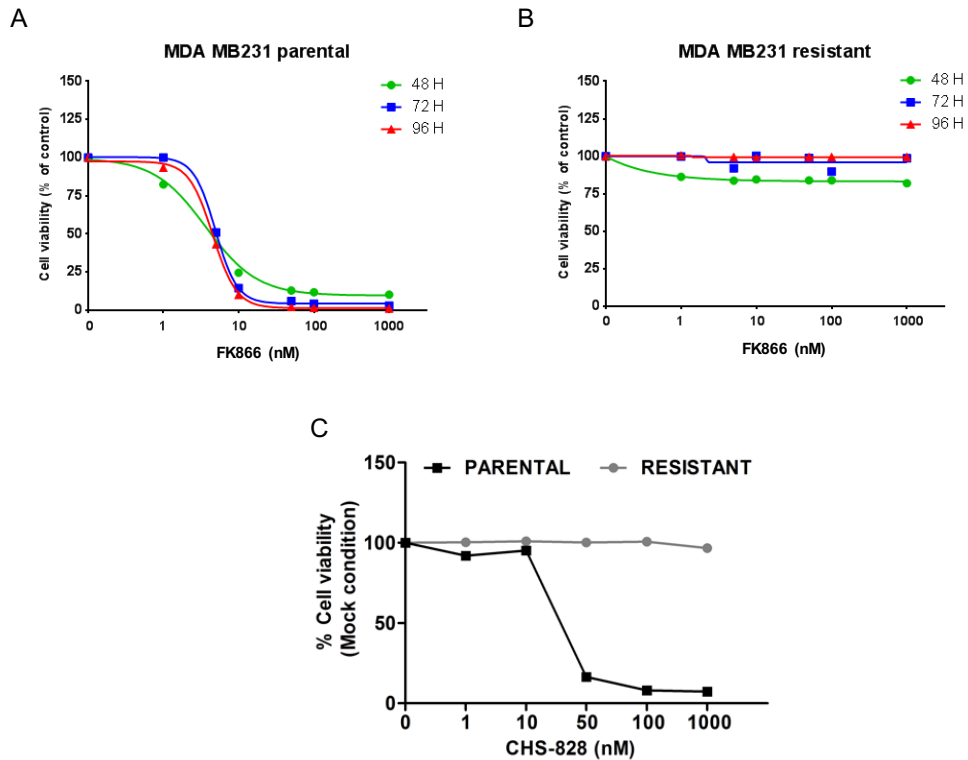 A
MDA MB231 parental
48 H
72 H
96 H
150
125
100
75
50
25
0
Cell viability (% of control)
0 1 10 100 1000
FK866 (nM)
B
MDA MB231 resistant
48 H
72 H
96 H
150
125
100
75
50
25
0
Cell viability (% of control)
0 1 10 100 1000
FK866 (nM)
C
PARENTAL RESISTANT
150
100
50
0
% Cell viability
(Mock condition)
0 1 10 50 100 1000
CHS-828 (nM)